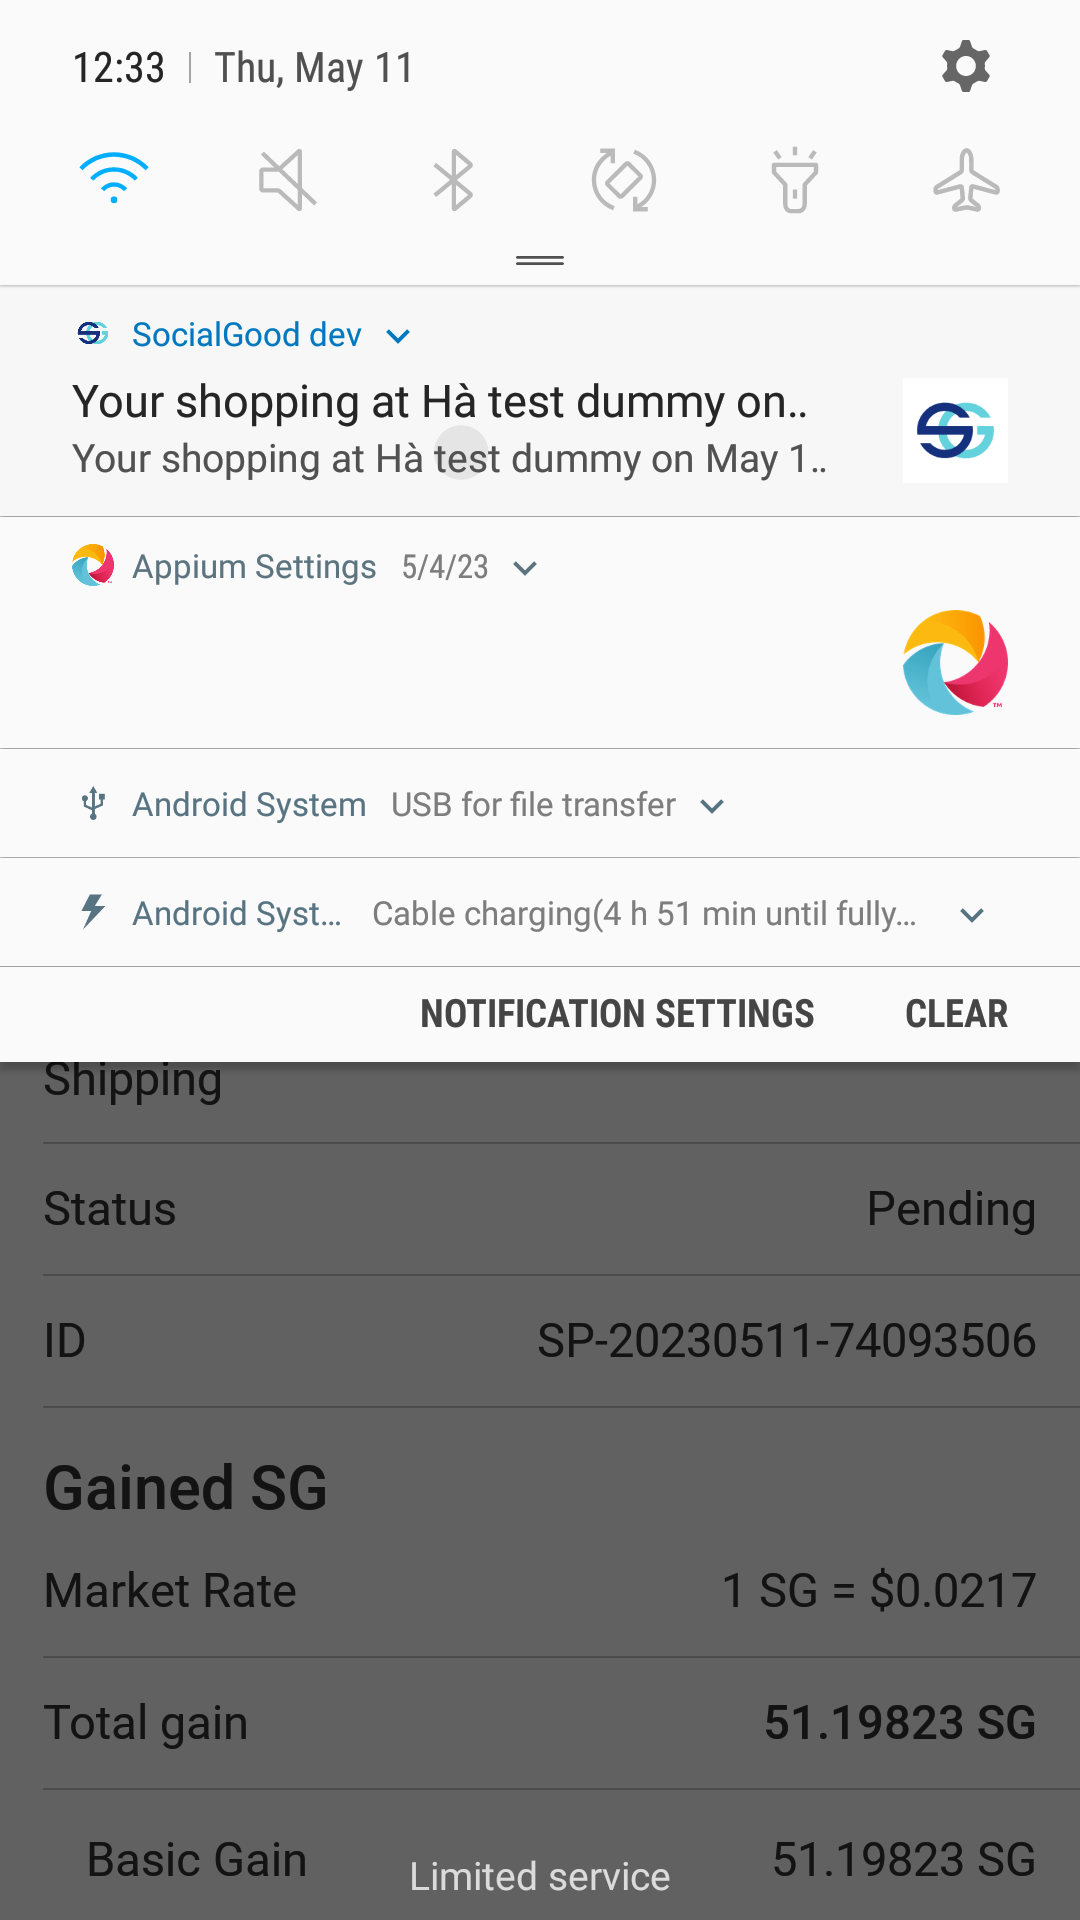 12:33 | Thu, May 11
SocialGood dev
Your shopping at Hà test dummy on..
Your shopping at Hà test dummy on May 1..
Appium Settings 5/4/23
TM
Android System USB for file transfer
Android Syst... Cable charging(4 h 51 min until fully...
NOTIFICATION SETTINGS CLEAR
Shipping
Status Pending
ID SP-20230511-74093506
Gained SG
Market Rate 1 SG = $0.0217
Total gain 51.19823 SG
Basic Gain 51.19823 SG
Limited service